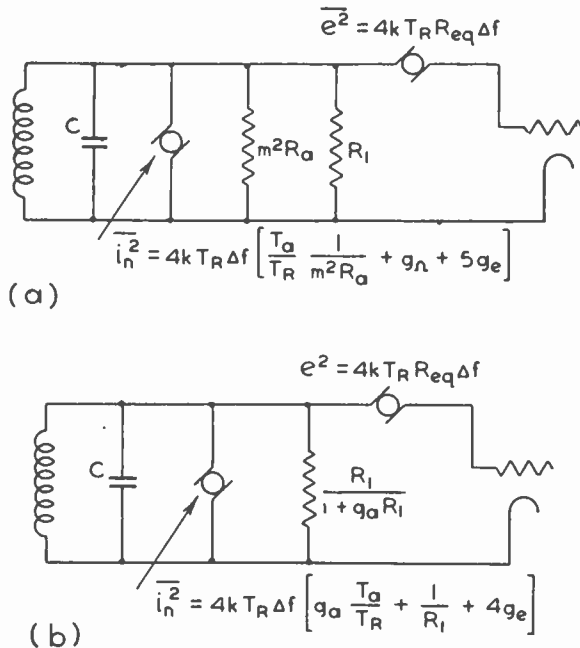 e² = 4kT_R R_eq Δf
C
m²R_a
R_1
i_n² = 4kT_R Δf [T_a/T_R 1/m²R_a + g_n + 5g_e]
(a)
e² = 4kT_R R_eq Δf
C
R_1/1 + g_a R_1
i_n² = 4kT_R Δf [g_a T_a/T_R + 1/R_1 + 4g_e]
(b)